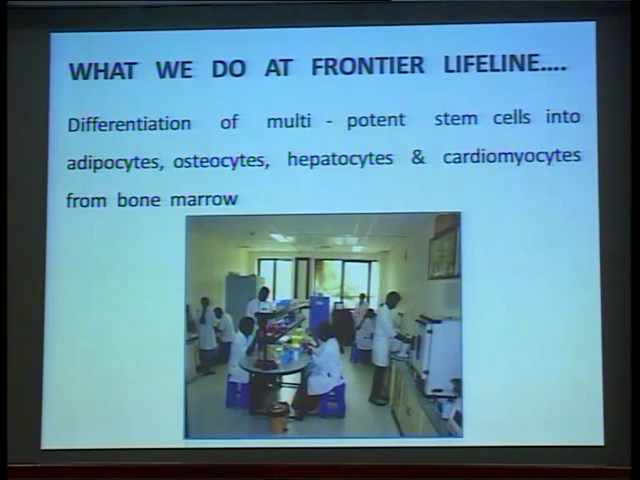 WHAT WE DO AT FRONTIER LIFELINE....
Differentiation of multi - potent stem cells into
adipocytes, osteocytes, hepatocytes & cardiomyocytes
from bone marrow